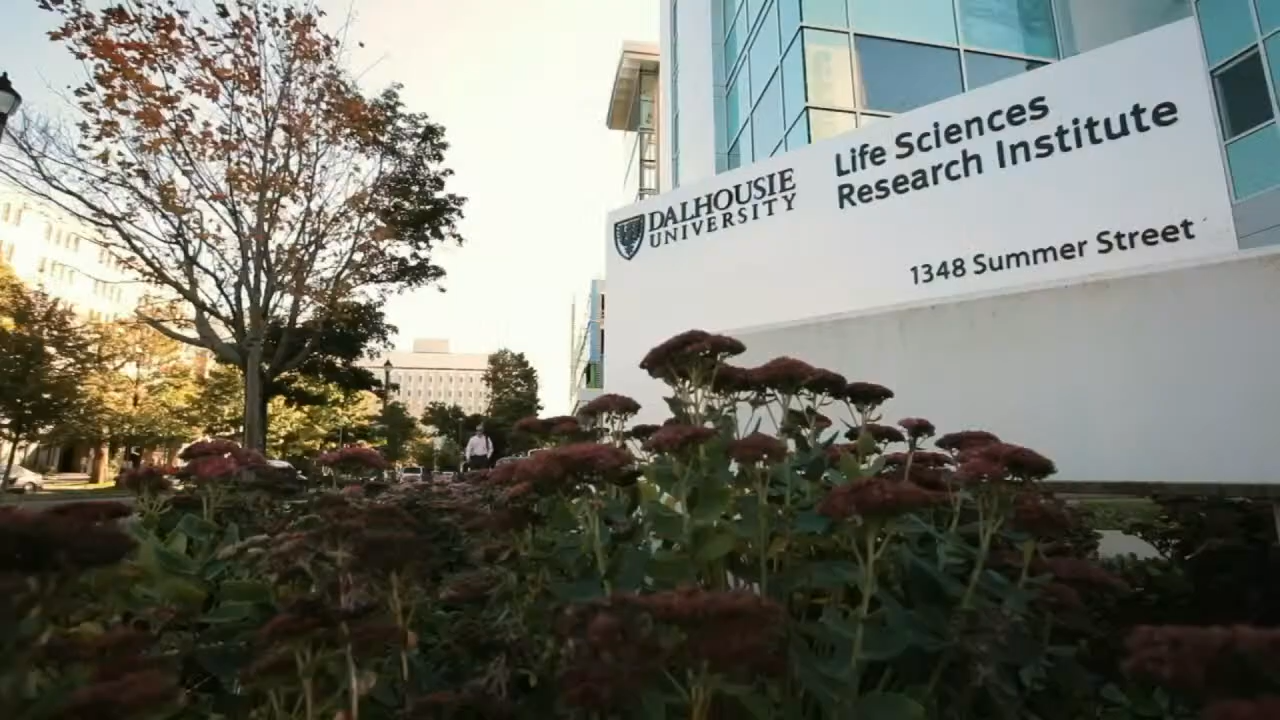 DALHOUSIE
UNIVERSITY
Life Sciences
Research Institute
1348 Summer Street